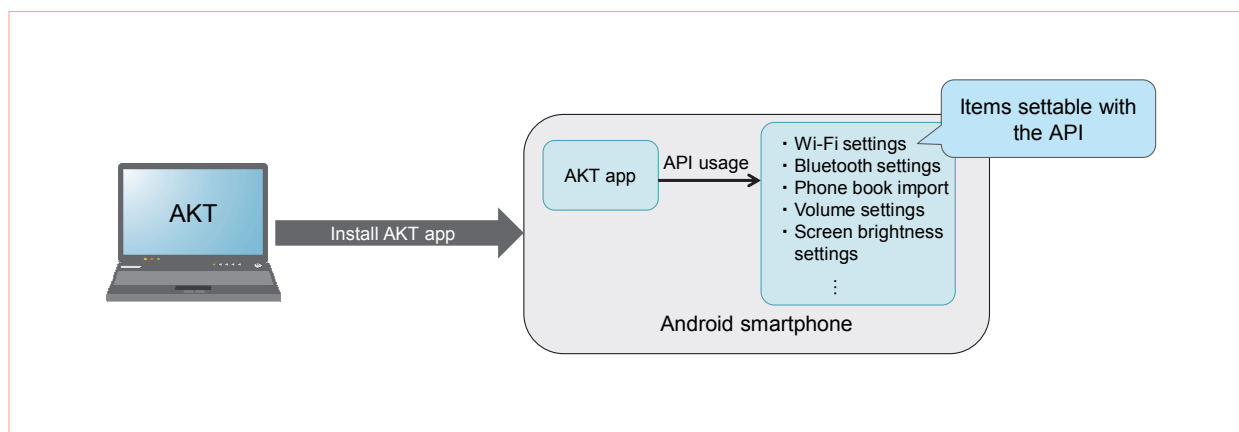 AKT
Install AKT app
AKT app
API usage
Items settable with
the API
・Wi-Fi settings
・Bluetooth settings
・Phone book import
・Volume settings
・Screen brightness
settings
⋮
Android smartphone